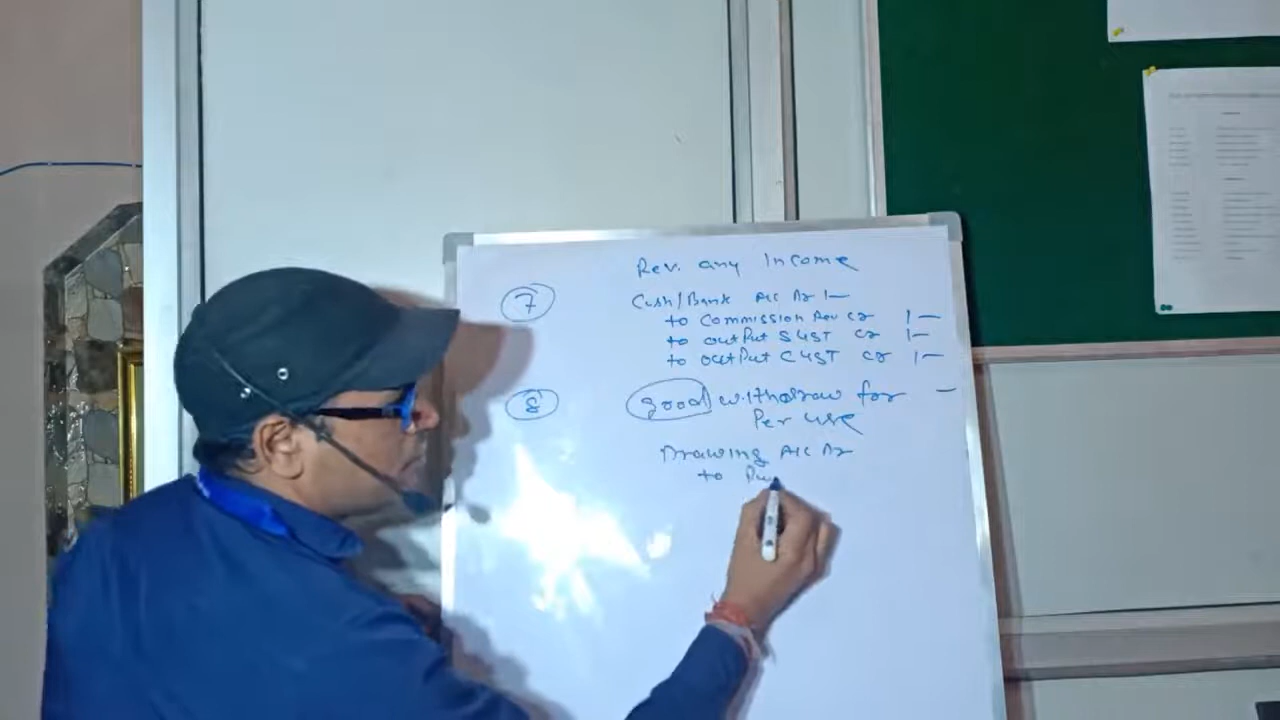 Rev. any Income
7
Cash/Bank A/c Dr 1—
to Commission Rev Cr 1—
to output SGST Cr 1—
to output CGST Cr 1—
8
good withdraw for —
Per use
Drawing A/c Dr
to Pu